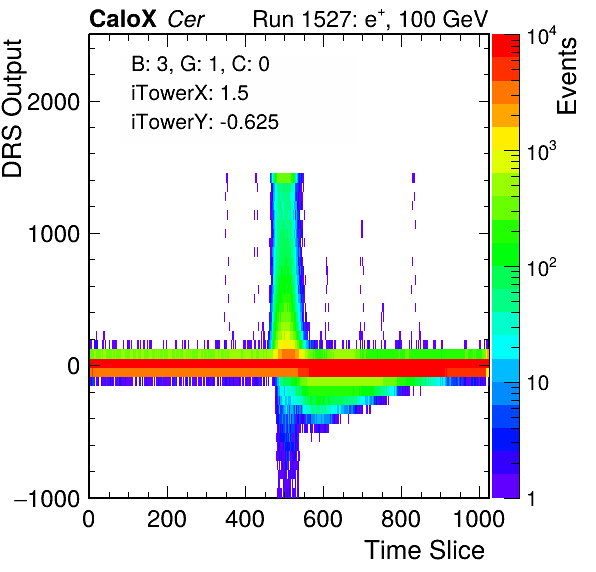 CaloX Cer Run 1527: e⁺, 100 GeV
B: 3, G: 1, C: 0
iTowerX: 1.5
iTowerY: -0.625
DRS Output
2000
1000
0
−1000
0 200 400 600 800 1000
Time Slice
Events
10⁴
10³
10²
10
1